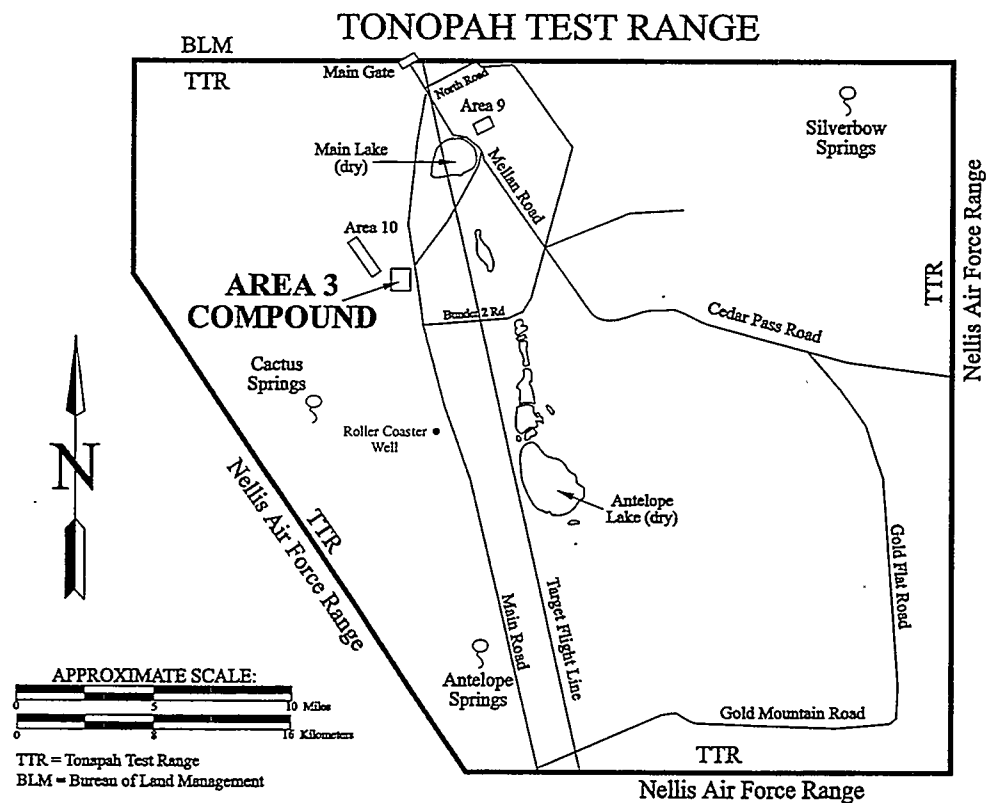 TONOPAH TEST RANGE
BLM
TTR
Main Gate
North Road
Area 9
Silverbow
Springs
Main Lake
(dry)
Mellan Road
Nellis Air Force Range
TTR
Area 10
AREA 3
COMPOUND
Bunker 2 Rd
Cedar Pass Road
Cactus
Springs
Roller Coaster
Well
N
Nellis Air Force Range
TTR
Antelope
Lake (dry)
Gold Flat Road
Main Road
Target Flight Line
Antelope
Springs
Gold Mountain Road
APPROXIMATE SCALE:
0 5 10 Miles
0 8 16 Kilometers
TTR = Tonapah Test Range
BLM = Bureau of Land Management
TTR
Nellis Air Force Range